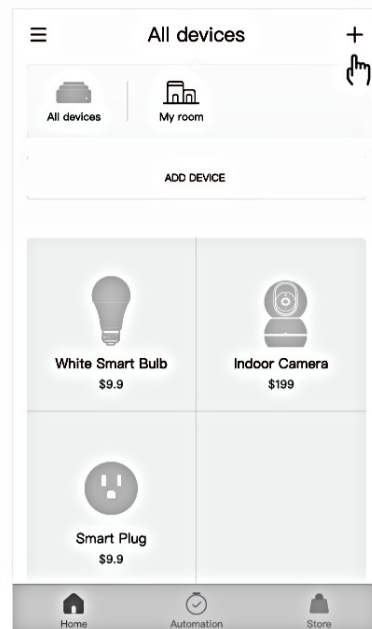 All devices
All devices
My room
ADD DEVICE
White Smart Bulb
$9.9
Indoor Camera
$199
Smart Plug
$9.9
Home
Automation
Store